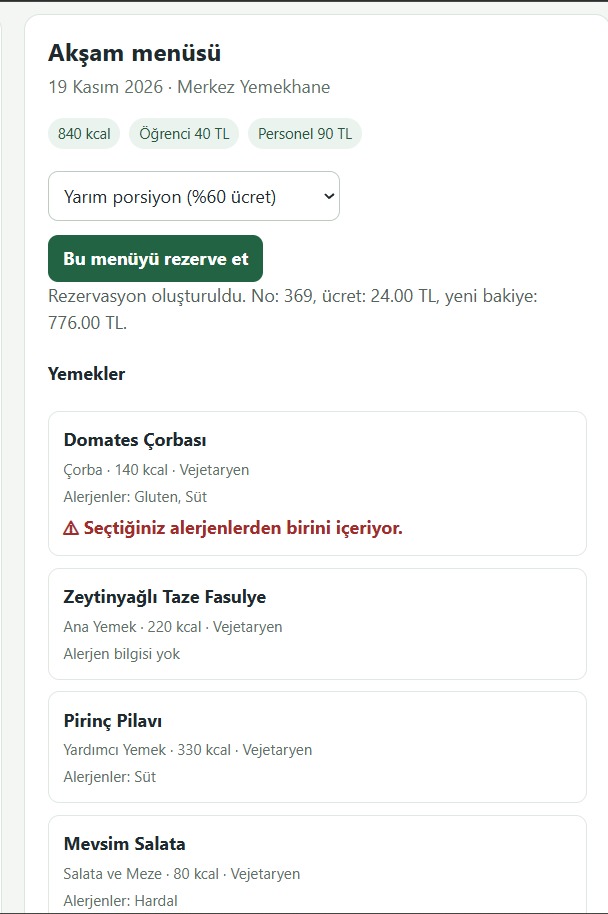 Akşam menüsü
19 Kasım 2026 · Merkez Yemekhane
840 kcal Öğrenci 40 TL Personel 90 TL
Yarım porsiyon (%60 ücret)
Bu menüyü rezerve et
Rezervasyon oluşturuldu. No: 369, ücret: 24.00 TL, yeni bakiye:
776.00 TL.
Yemekler
Domates Çorbası
Çorba · 140 kcal · Vejetaryen
Alerjenler: Gluten, Süt
⚠ Seçtiğiniz alerjenlerden birini içeriyor.
Zeytinyağlı Taze Fasulye
Ana Yemek · 220 kcal · Vejetaryen
Alerjen bilgisi yok
Pirinç Pilavı
Yardımcı Yemek · 330 kcal · Vejetaryen
Alerjenler: Süt
Mevsim Salata
Salata ve Meze · 80 kcal · Vejetaryen
Alerjenler: Hardal